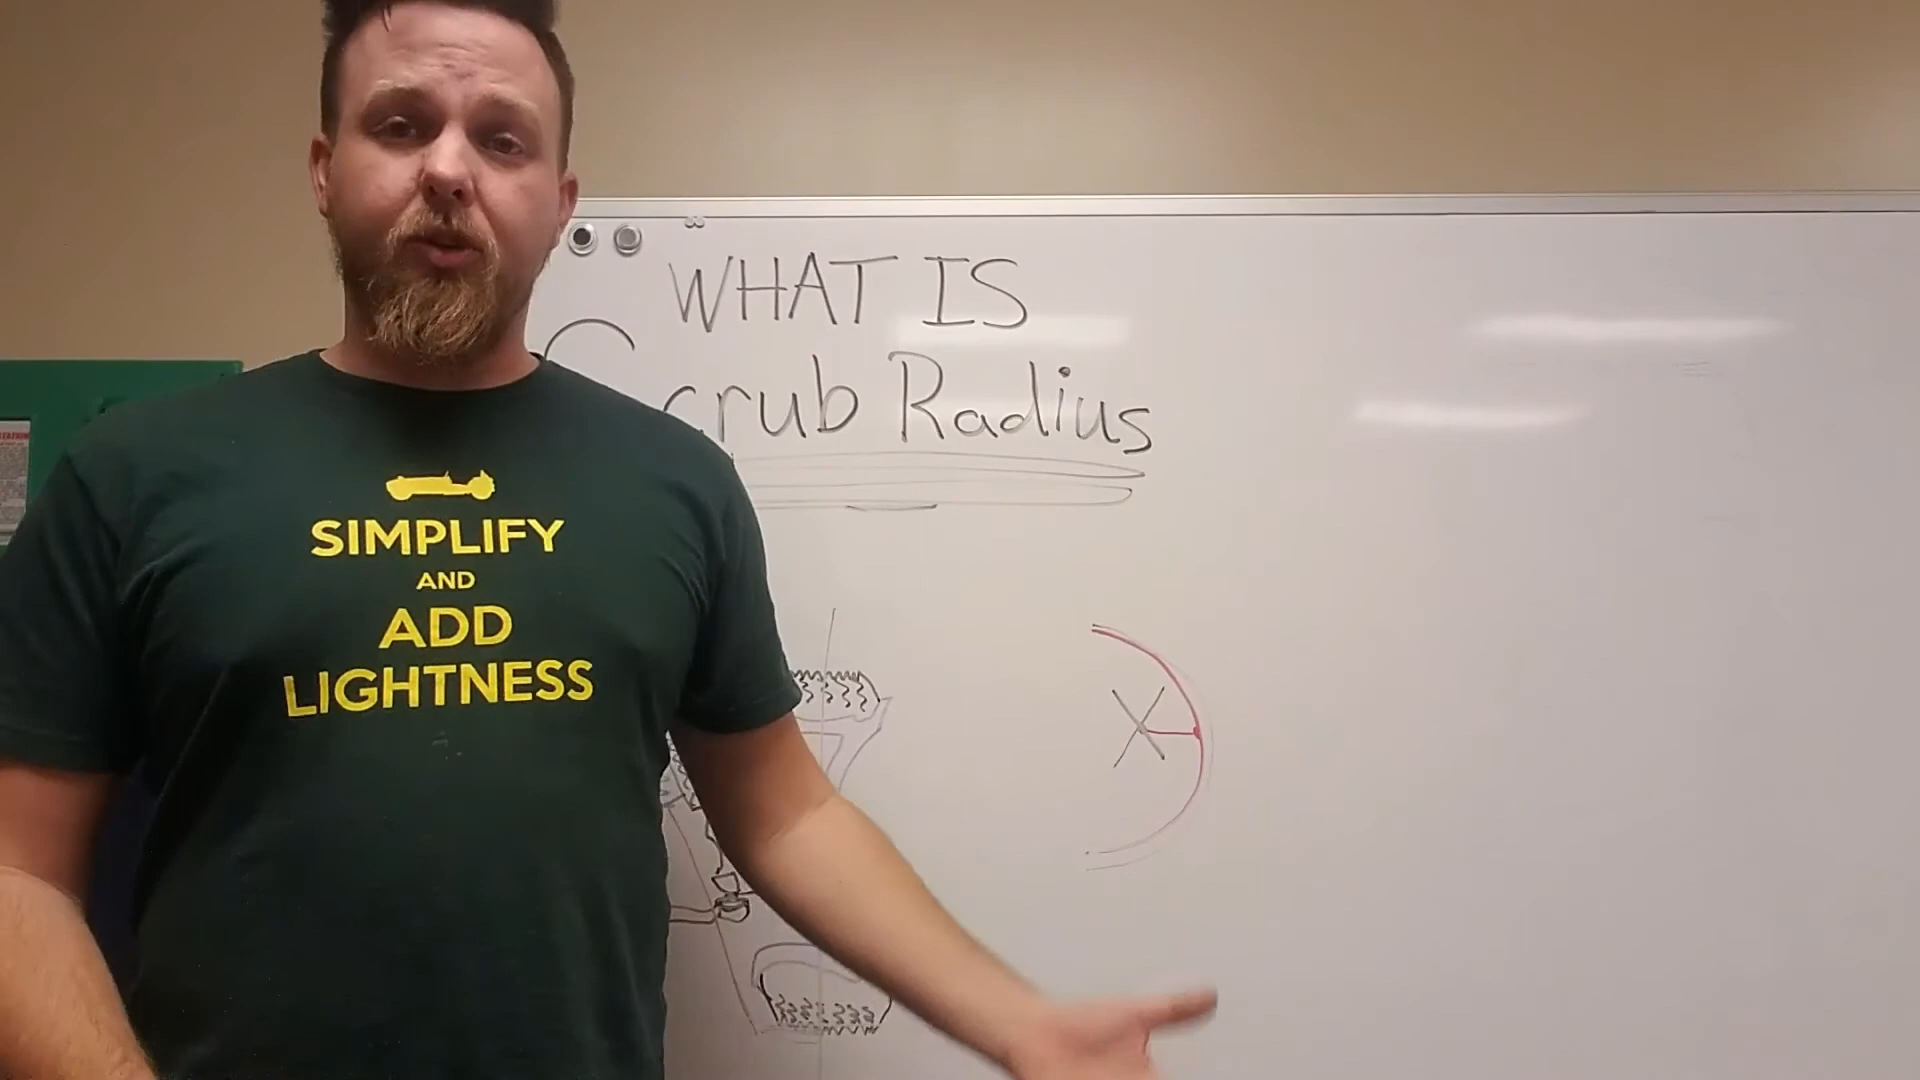 WHAT IS
Scrub Radius
SIMPLIFY
AND
ADD
LIGHTNESS
X